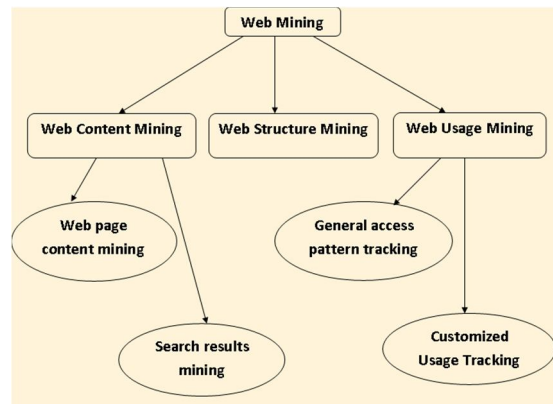 Web Mining
Web Content Mining
Web Structure Mining
Web Usage Mining
Web page
content mining
General access
pattern tracking
Search results
mining
Customized
Usage Tracking